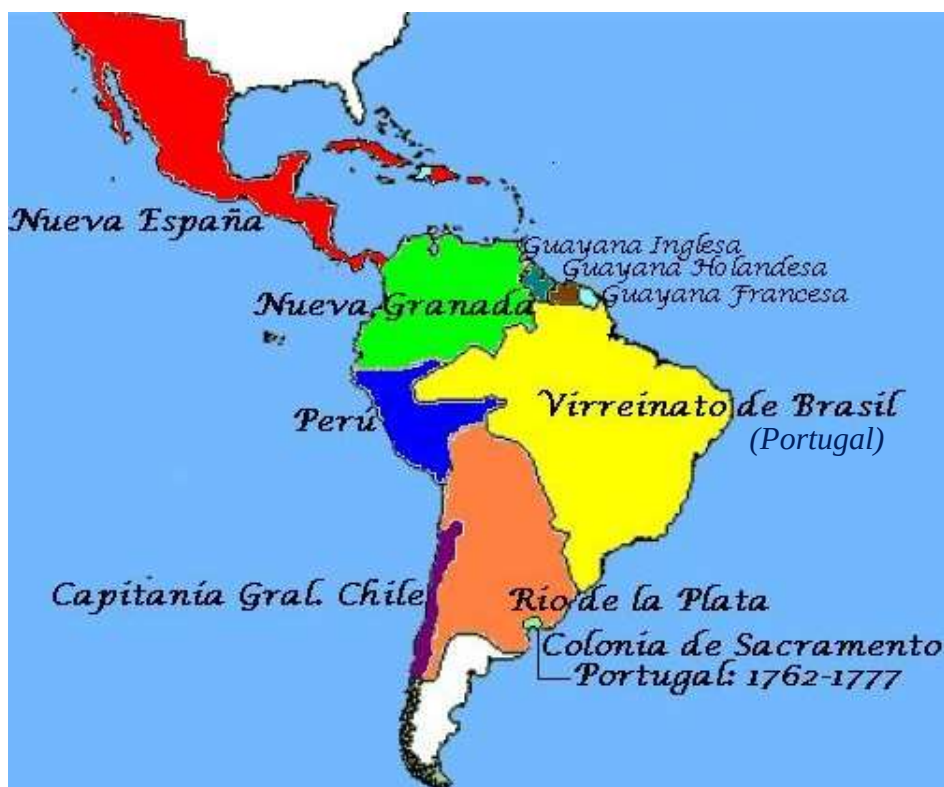 Nueva España
Guayana Inglesa
Guayana Holandesa
Guayana Francesa
Nueva Granada
Perú
Virreinato de Brasil
(Portugal)
Capitanía Gral. Chile
Río de la Plata
Colonia de Sacramento
Portugal: 1762-1777